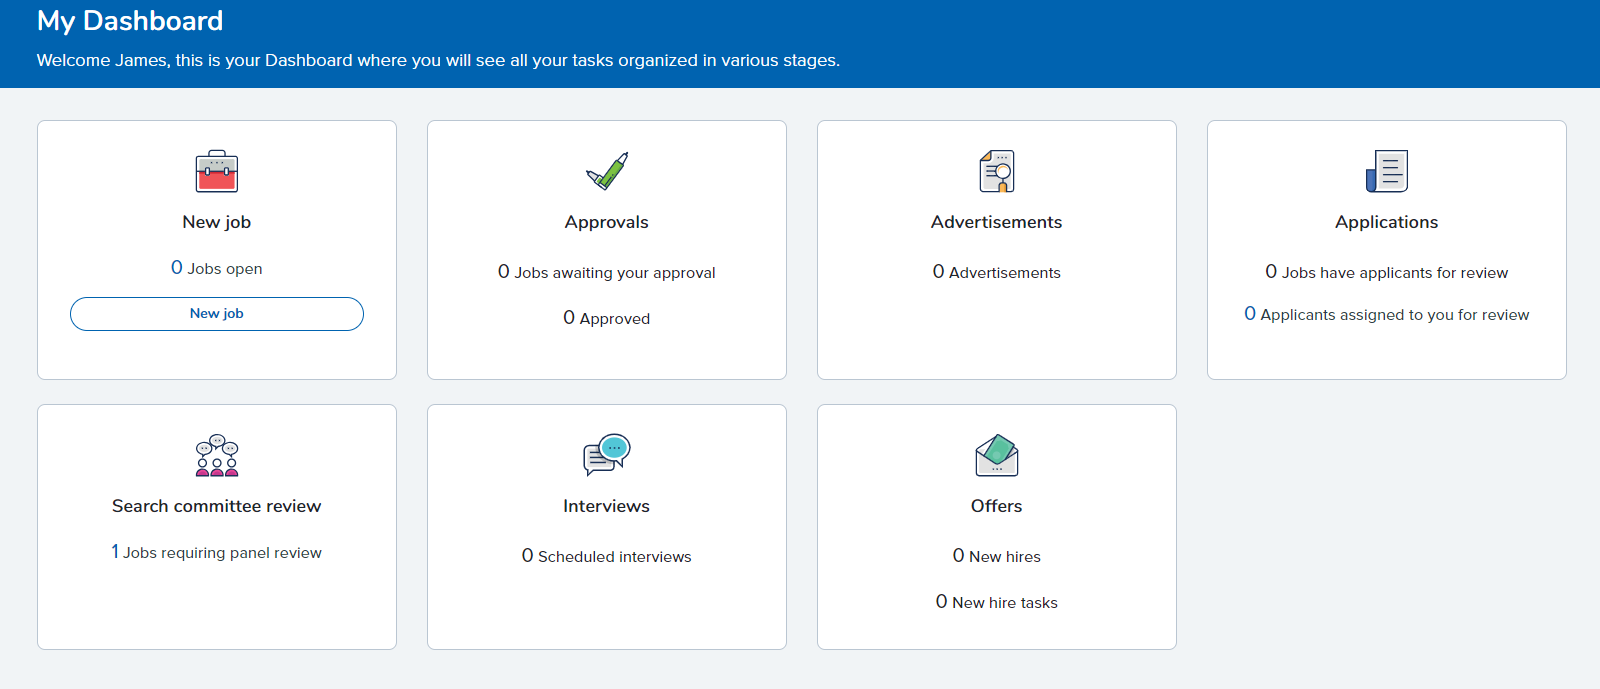 My Dashboard
Welcome James, this is your Dashboard where you will see all your tasks organized in various stages.
New job
0 Jobs open
New job
Approvals
0 Jobs awaiting your approval
0 Approved
Advertisements
0 Advertisements
Applications
0 Jobs have applicants for review
0 Applicants assigned to you for review
Search committee review
1 Jobs requiring panel review
Interviews
0 Scheduled interviews
Offers
0 New hires
0 New hire tasks